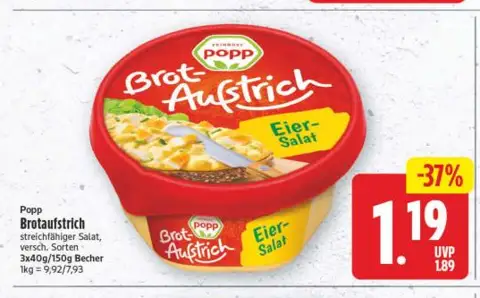 FEINKOST
popp
Brot-
Aufstrich
Eier-
Salat
popp
Brot-
Aufstrich
Eier-
Salat
Popp
Brotaufstrich
streichfähiger Salat,
versch. Sorten
3x40g/150g Becher
1kg = 9,92/7,93
-37%
1.19
UVP
1.89